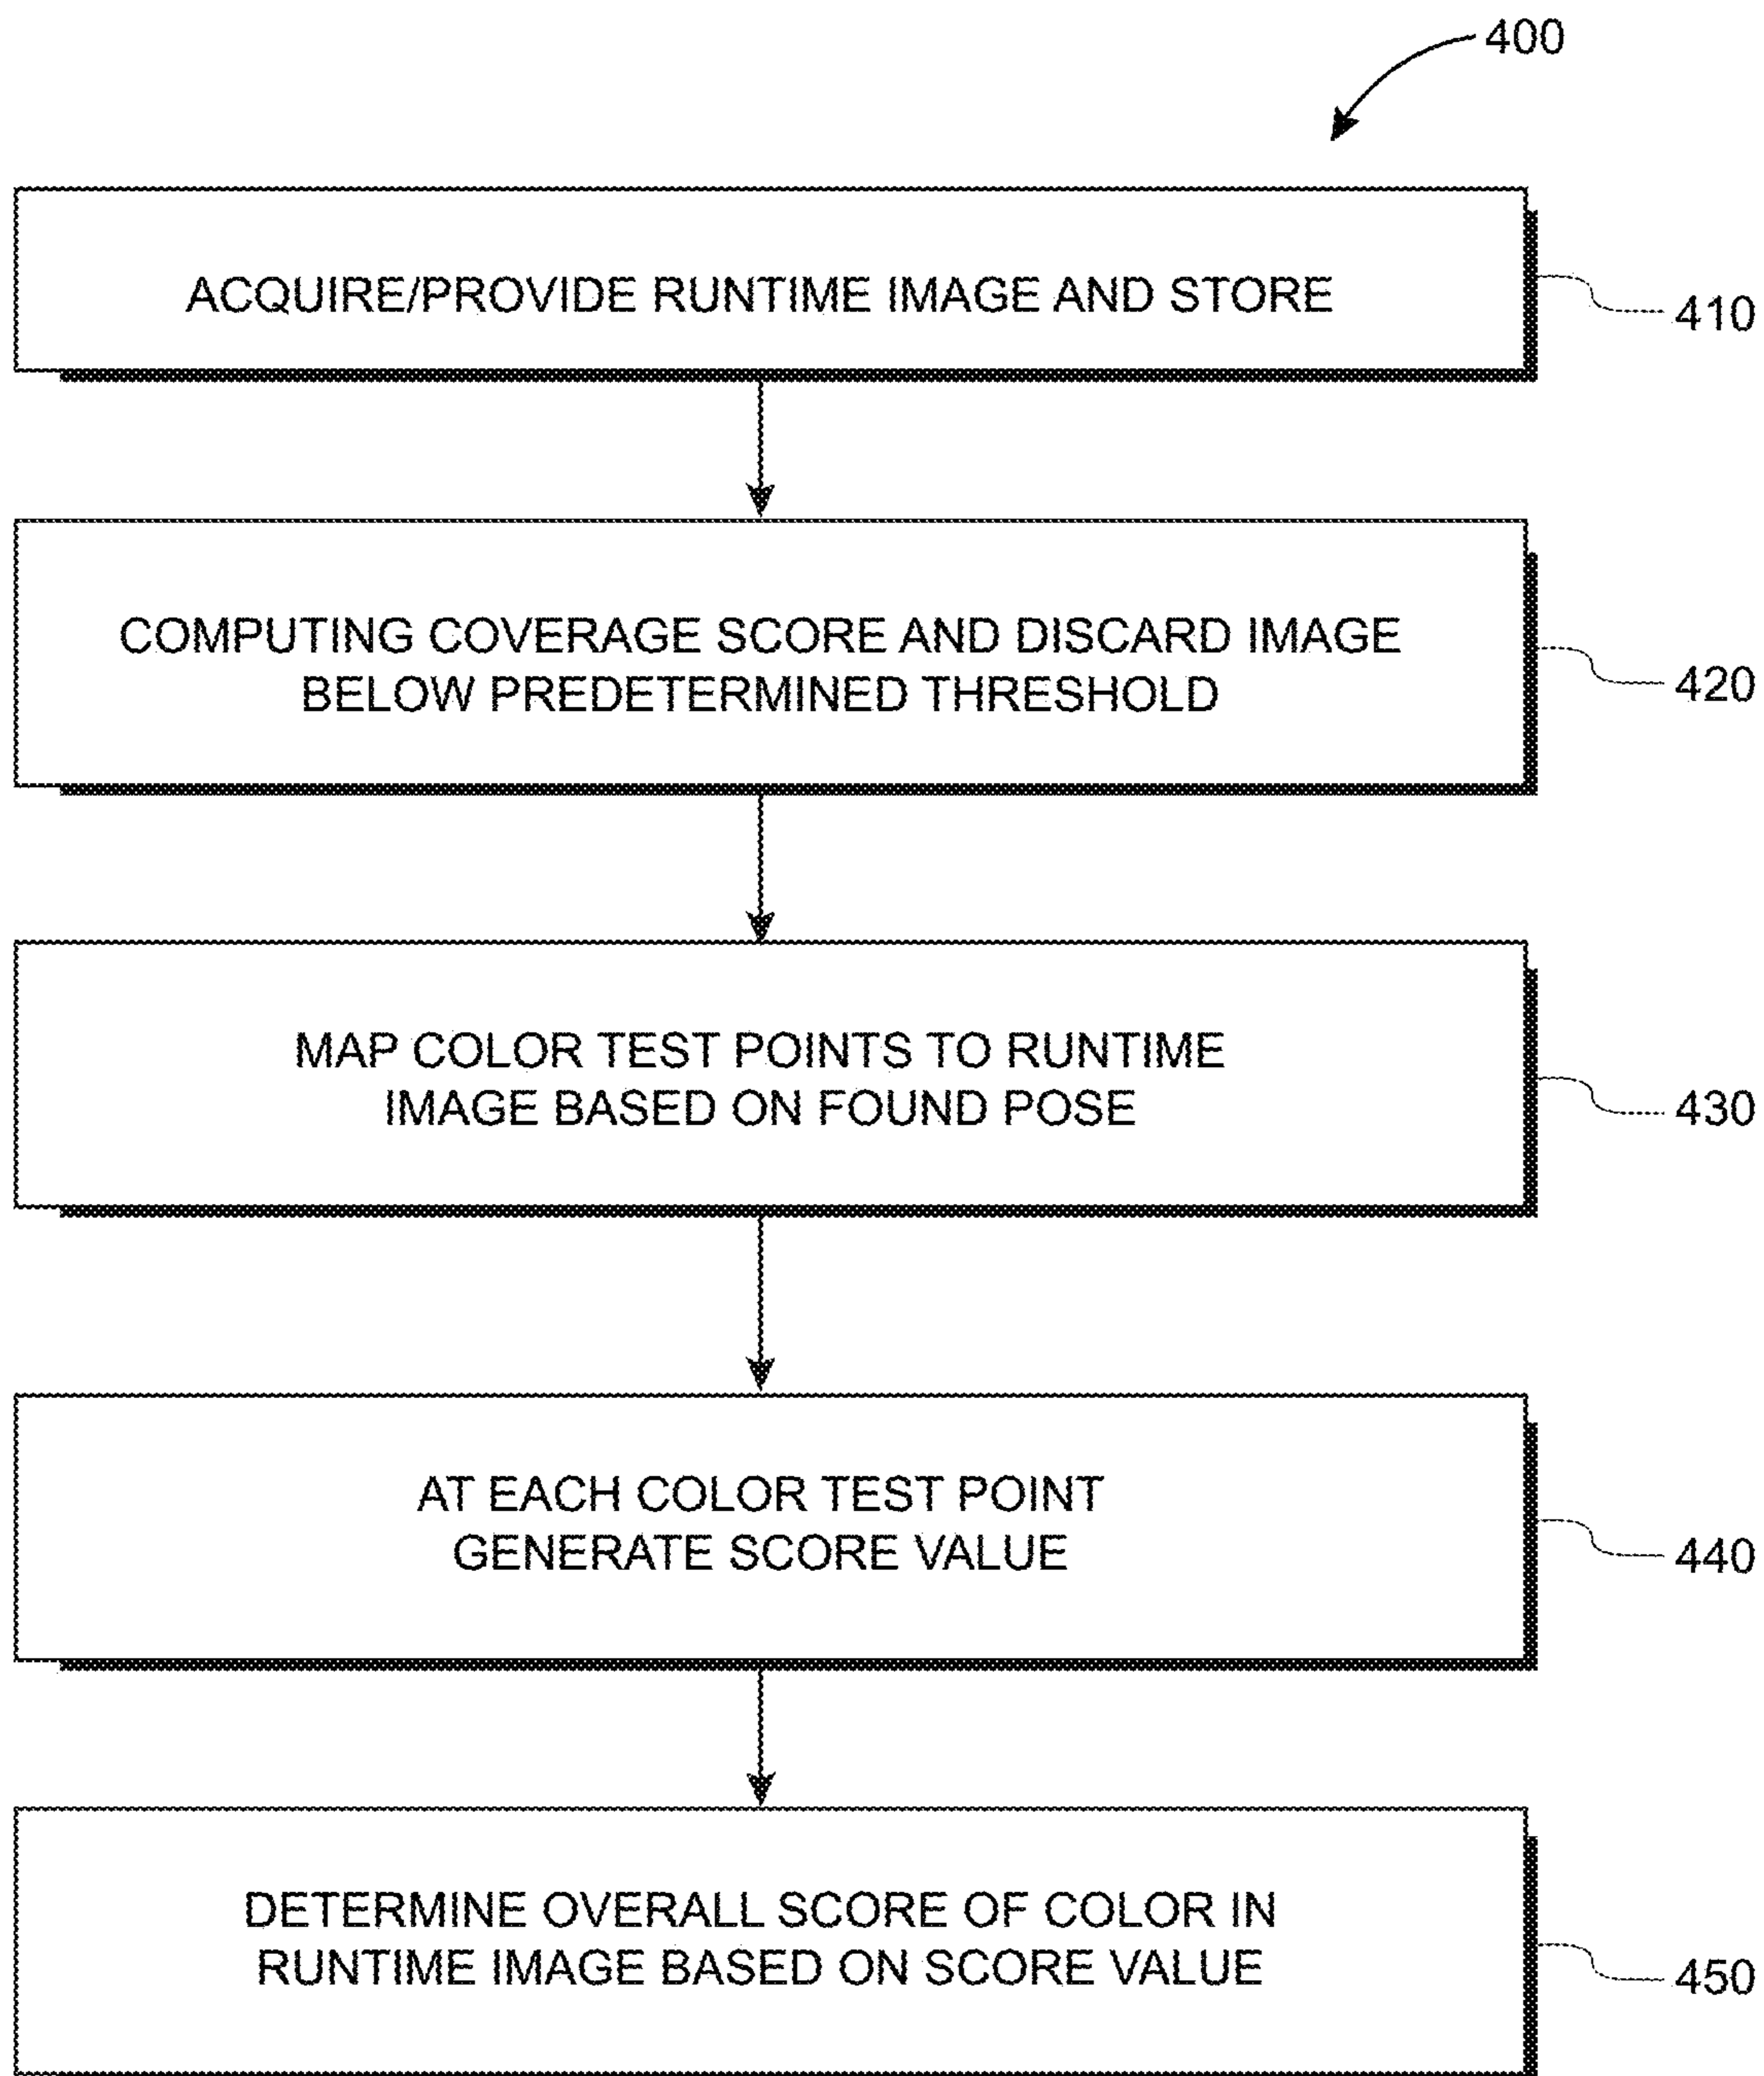 400
ACQUIRE/PROVIDE RUNTIME IMAGE AND STORE
410
COMPUTING COVERAGE SCORE AND DISCARD IMAGE
BELOW PREDETERMINED THRESHOLD
420
MAP COLOR TEST POINTS TO RUNTIME
IMAGE BASED ON FOUND POSE
430
AT EACH COLOR TEST POINT
GENERATE SCORE VALUE
440
DETERMINE OVERALL SCORE OF COLOR IN
RUNTIME IMAGE BASED ON SCORE VALUE
450